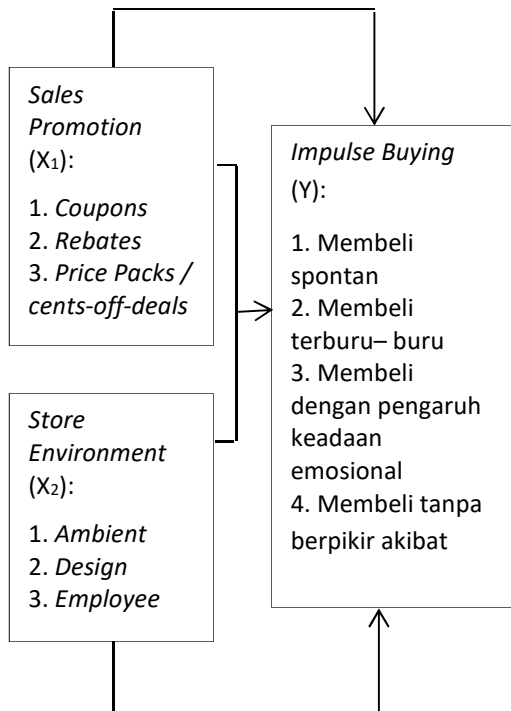 Sales
Promotion
(X₁):
1. Coupons
2. Rebates
3. Price Packs /
cents-off-deals
Store
Environment
(X₂):
1. Ambient
2. Design
3. Employee
Impulse Buying
(Y):
1. Membeli
spontan
2. Membeli
terburu– buru
3. Membeli
dengan pengaruh
keadaan
emosional
4. Membeli tanpa
berpikir akibat